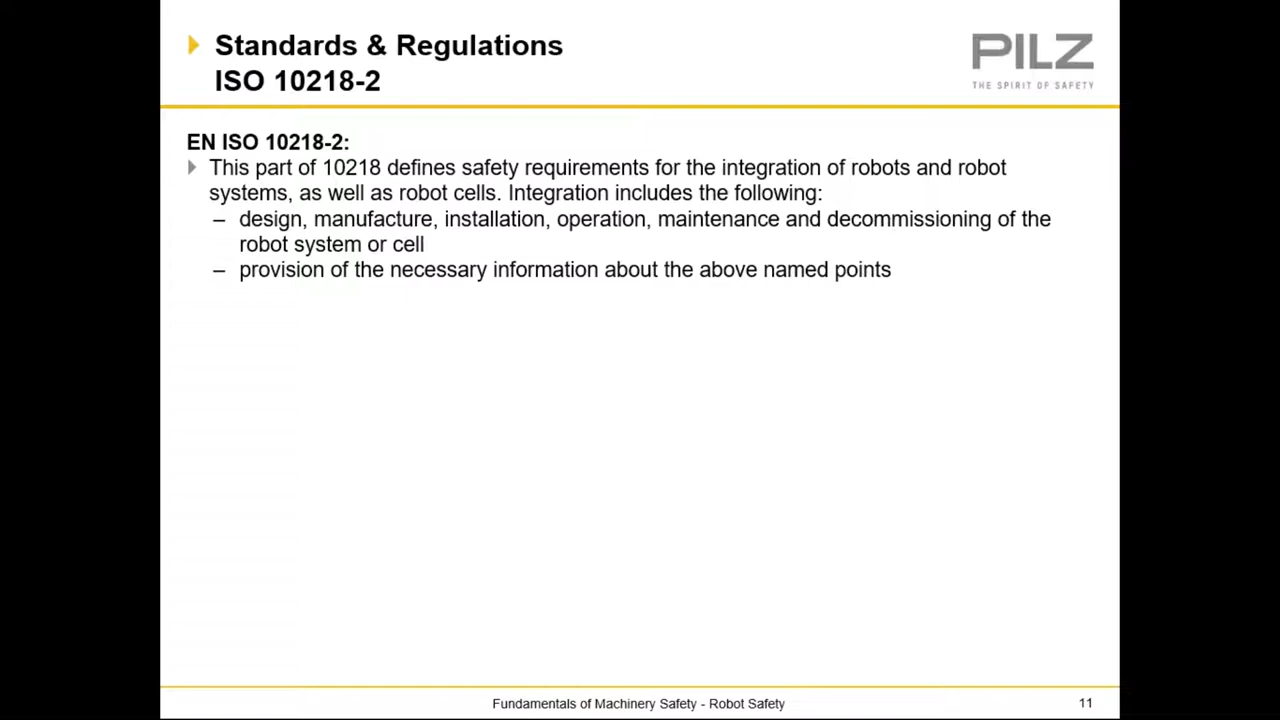 Standards & Regulations
ISO 10218-2
PILZ
THE SPIRIT OF SAFETY
EN ISO 10218-2:
This part of 10218 defines safety requirements for the integration of robots and robot
systems, as well as robot cells. Integration includes the following:
– design, manufacture, installation, operation, maintenance and decommissioning of the
robot system or cell
– provision of the necessary information about the above named points
Fundamentals of Machinery Safety - Robot Safety
11